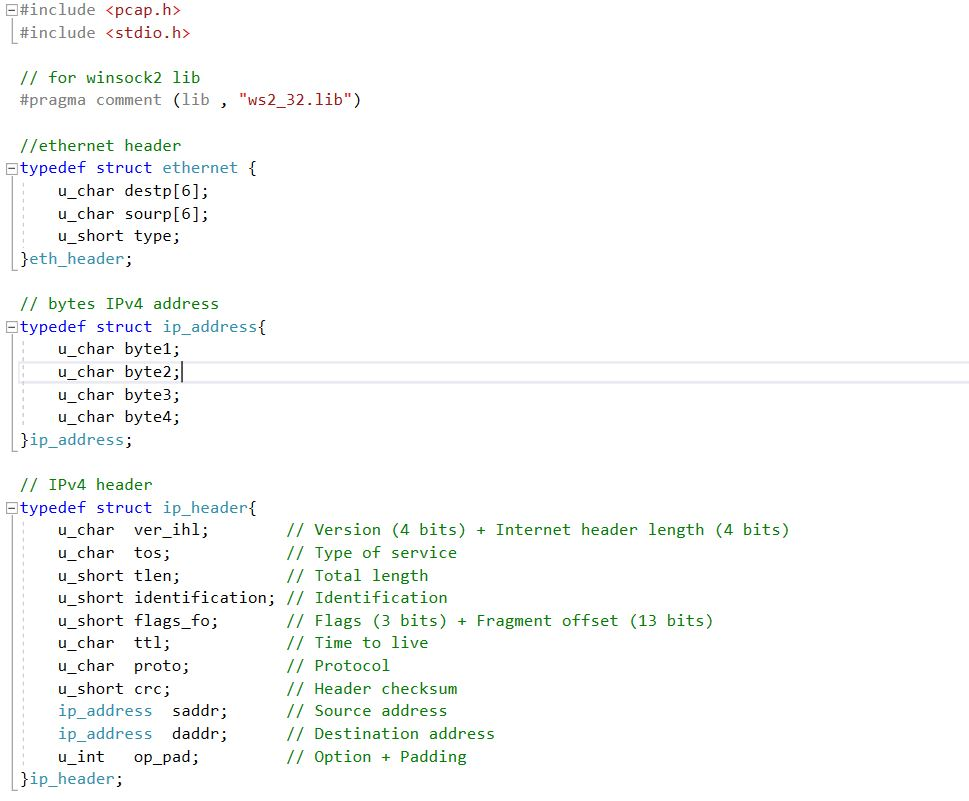 #include <pcap.h>
#include <stdio.h>

// for winsock2 lib
#pragma comment (lib , "ws2_32.lib")

//ethernet header
typedef struct ethernet {
    u_char destp[6];
    u_char sourp[6];
    u_short type;
}eth_header;

// bytes IPv4 address
typedef struct ip_address{
    u_char byte1;
    u_char byte2;
    u_char byte3;
    u_char byte4;
}ip_address;

// IPv4 header
typedef struct ip_header{
    u_char  ver_ihl;        // Version (4 bits) + Internet header length (4 bits)
    u_char  tos;            // Type of service
    u_short tlen;           // Total length
    u_short identification; // Identification
    u_short flags_fo;       // Flags (3 bits) + Fragment offset (13 bits)
    u_char  ttl;            // Time to live
    u_char  proto;          // Protocol
    u_short crc;            // Header checksum
    ip_address  saddr;      // Source address
    ip_address  daddr;      // Destination address
    u_int   op_pad;         // Option + Padding
}ip_header;